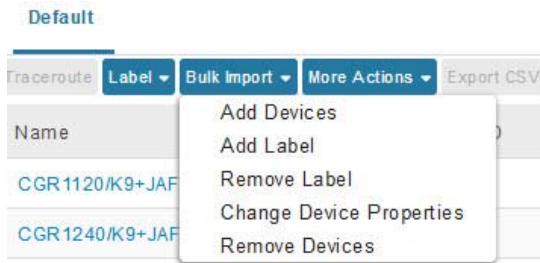 Default
Traceroute Label Bulk Import More Actions Export CSV
Name
Add Devices
Add Label
Remove Label
Change Device Properties
Remove Devices
CGR1120/K9+JAF
CGR1240/K9+JAF